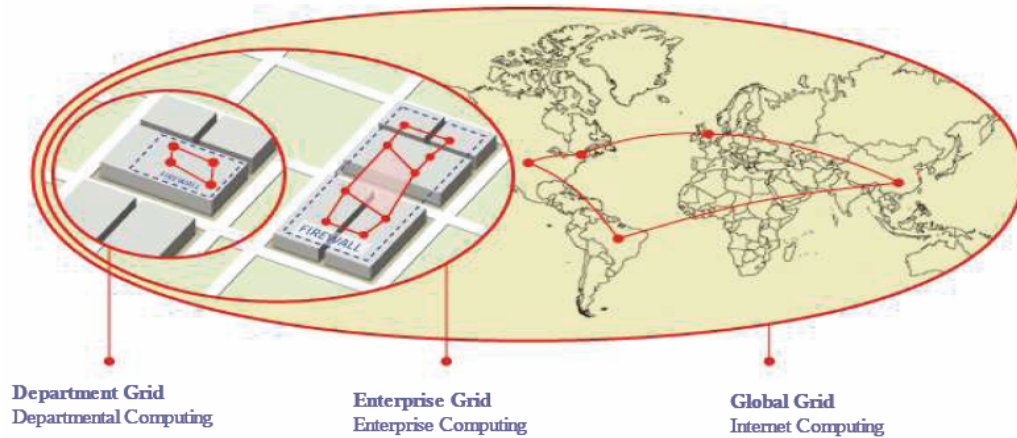 FIREWALL
FIREWALL
Department Grid
Departmental Computing
Enterprise Grid
Enterprise Computing
Global Grid
Internet Computing